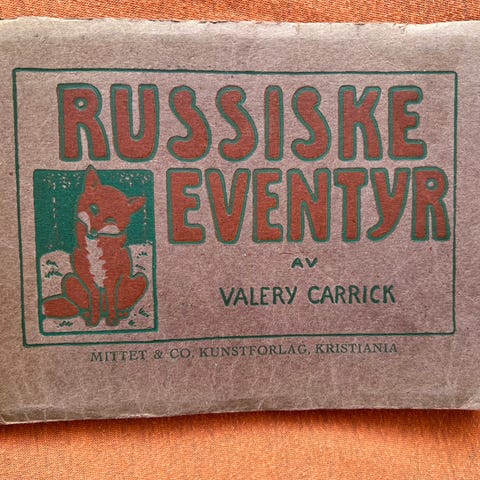 RUSSISKE
EVENTYR
AV
VALERY CARRICK
MITTET & CO. KUNSTFORLAG, KRISTIANIA